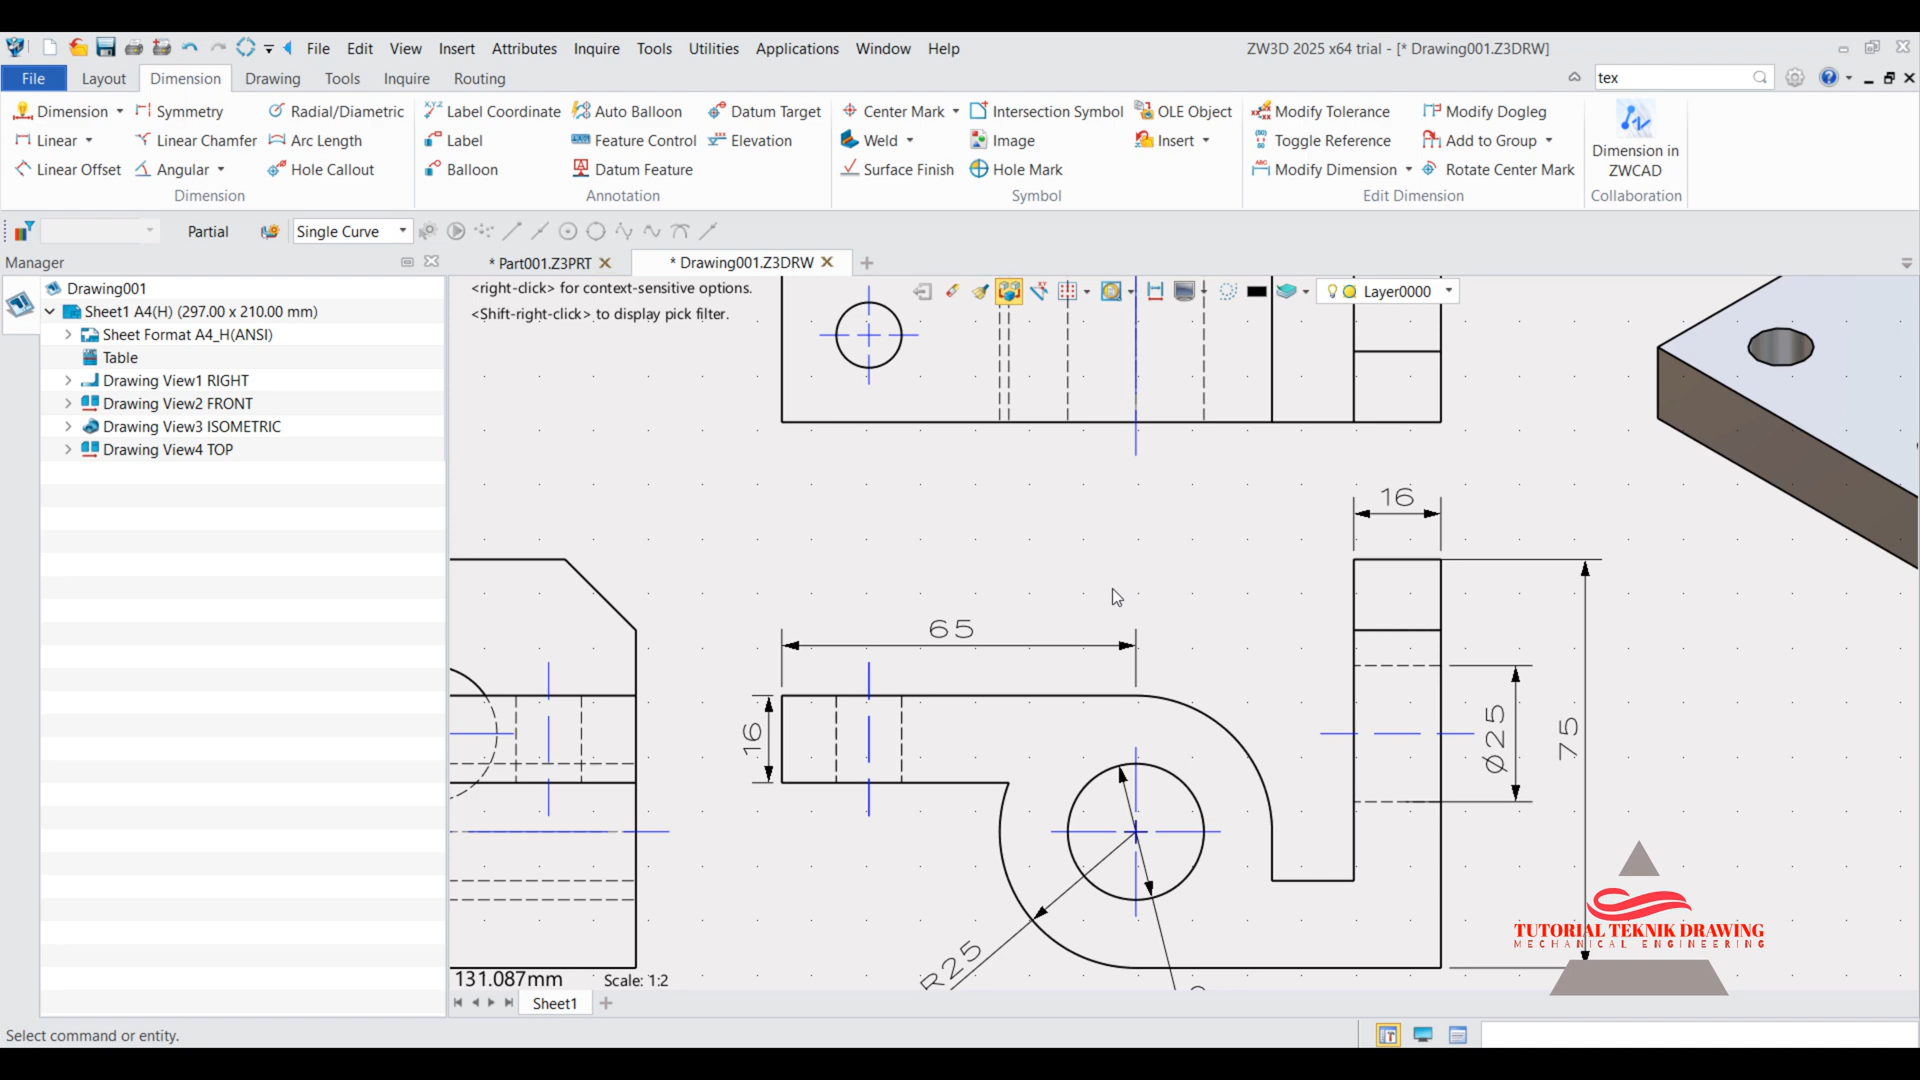 File Edit View Insert Attributes Inquire Tools Utilities Applications Window Help
ZW3D 2025 x64 trial - [* Drawing001.Z3DRW]
File Layout Dimension Drawing Tools Inquire Routing
tex
Dimension Symmetry Radial/Diametric Label Coordinate Auto Balloon Datum Target Center Mark Intersection Symbol OLE Object Modify Tolerance Modify Dogleg
Linear Linear Chamfer Arc Length Label Feature Control Elevation Weld Image Insert Toggle Reference Add to Group
Dimension in
ZWCAD
Linear Offset Angular Hole Callout Balloon Datum Feature Surface Finish Hole Mark Modify Dimension Rotate Center Mark
Dimension Annotation Symbol Edit Dimension Collaboration
Partial Single Curve
Manager
* Part001.Z3PRT
* Drawing001.Z3DRW
Drawing001
Sheet1 A4(H) (297.00 x 210.00 mm)
Sheet Format A4_H(ANSI)
Table
Drawing View1 RIGHT
Drawing View2 FRONT
Drawing View3 ISOMETRIC
Drawing View4 TOP
<right-click> for context-sensitive options.
<Shift-right-click> to display pick filter.
Layer0000
16
65
16
Ø25
75
R25
TUTORIAL TEKNIK DRAWING
MECHANICAL ENGINEERING
131.087mm Scale: 1:2
Sheet1
Select command or entity.